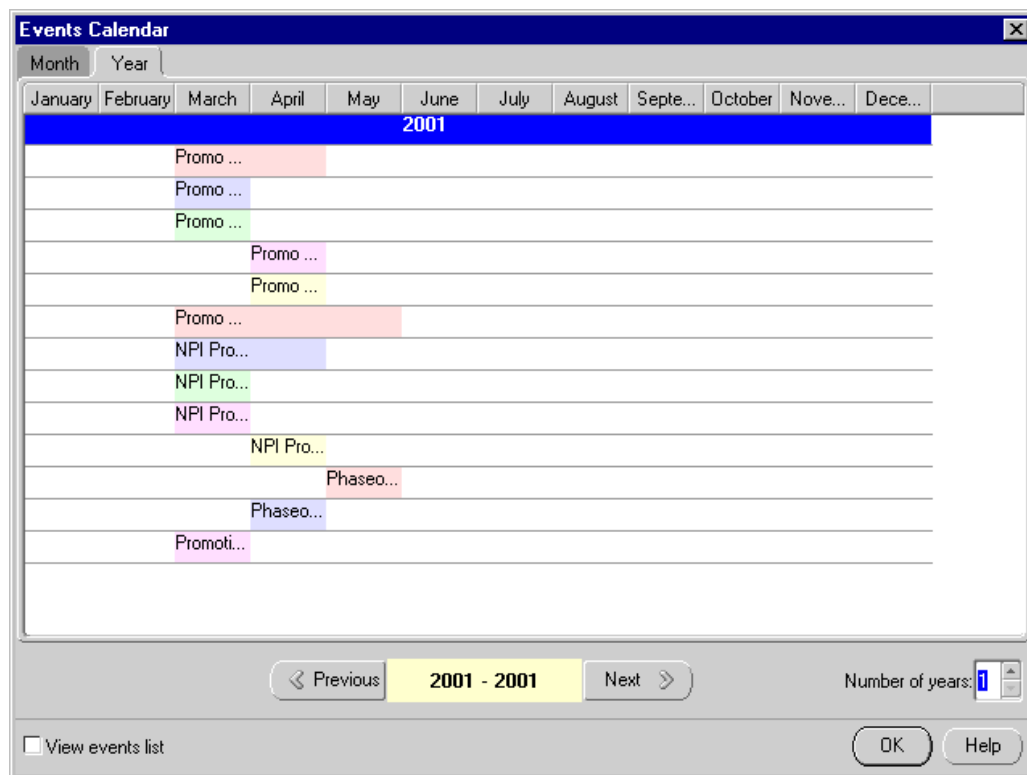 Events Calendar
Month Year
January February March April May June July August Septe... October Nove... Dece...
2001
Promo ...
Promo ...
Promo ...
Promo ...
Promo ...
Promo ...
NPI Pro...
NPI Pro...
NPI Pro...
NPI Pro...
Phaseo...
Phaseo...
Promoti...
Previous 2001 - 2001 Next Number of years: 1
View events list OK Help